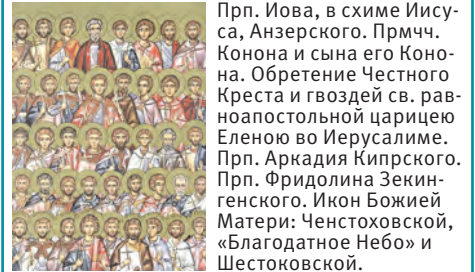 Прп. Иова, в схиме Иису-
са, Анзерского. Прмчч.
Конона и сына его Коно-
на. Обретение Честного
Креста и гвоздей св. рав-
ноапостольной царицею
Еленою во Иерусалиме.
Прп. Аркадия Кипрского.
Прп. Фридолина Зекин-
генского. Икон Божией
Матери: Ченстоховской,
«Благодатное Небо» и
Шестоковской.